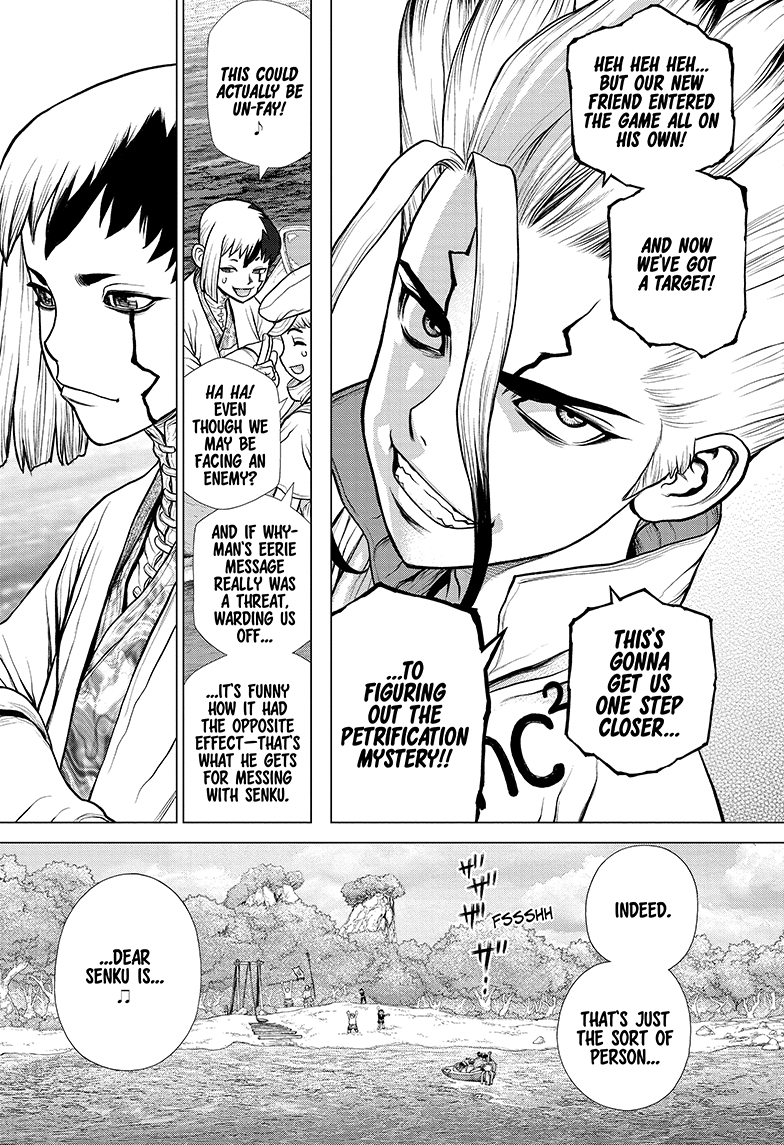 HEH HEH HEH...
BUT OUR NEW
FRIEND ENTERED
THE GAME ALL ON
HIS OWN!
AND NOW
WE'VE GOT
A TARGET!
THIS'S
GONNA
GET US
ONE STEP
CLOSER...
...TO
FIGURING
OUT THE
PETRIFICATION
MYSTERY!!
C²
THIS COULD
ACTUALLY BE
UN-FAY!
♪
HA HA!
EVEN
THOUGH WE
MAY BE
FACING AN
ENEMY?
AND IF WHY-
MAN'S EERIE
MESSAGE
REALLY WAS
A THREAT,
WARDING US
OFF...
...IT'S FUNNY
HOW IT HAD
THE OPPOSITE
EFFECT—THAT'S
WHAT HE GETS
FOR MESSING
WITH SENKU.
INDEED.
THAT'S JUST
THE SORT OF
PERSON...
ザザザ
FSSSHH
...DEAR
SENKU IS...
♫